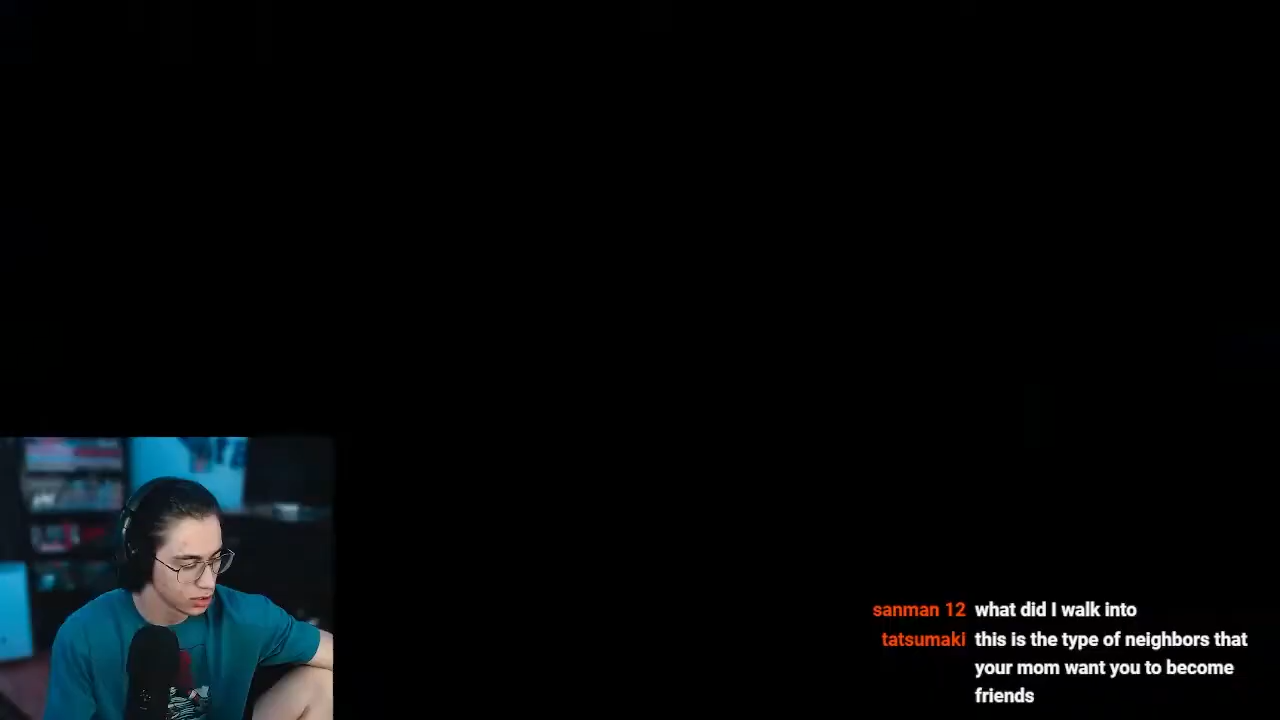 sanman 12 what did I walk into
tatsumaki this is the type of neighbors that
your mom want you to become
friends